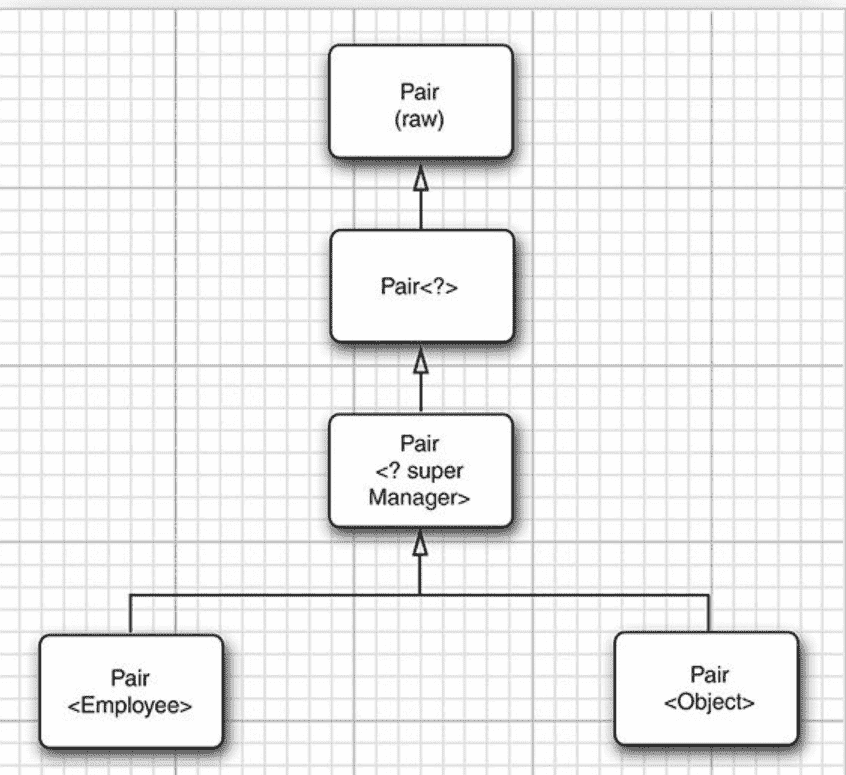 Pair
(raw)
Pair<?>
Pair
<? super
Manager>
Pair
<Employee>
Pair
<Object>